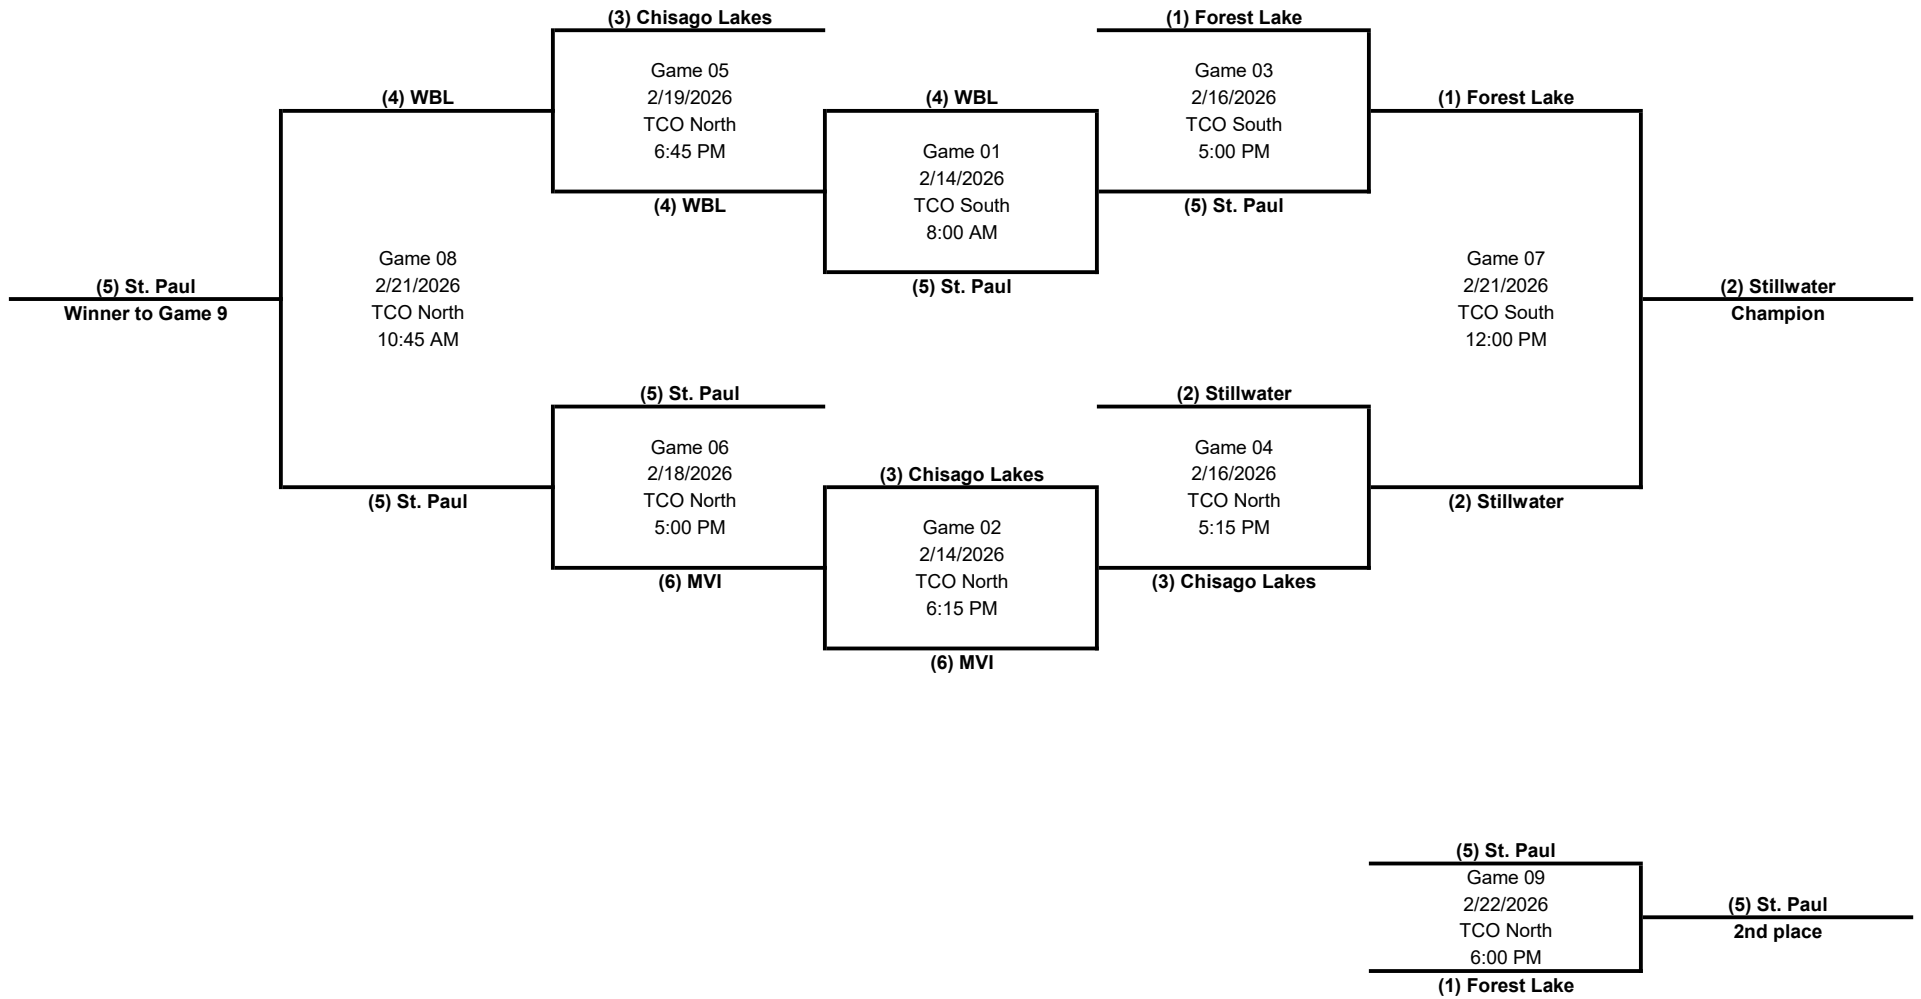 (3) Chisago Lakes
(1) Forest Lake
Game 05
2/19/2026
TCO North
6:45 PM
Game 03
2/16/2026
TCO South
5:00 PM
(4) WBL
(4) WBL
(1) Forest Lake
Game 01
2/14/2026
TCO South
8:00 AM
(4) WBL
(5) St. Paul
(5) St. Paul
Game 08
2/21/2026
TCO North
10:45 AM
Game 07
2/21/2026
TCO South
12:00 PM
(5) St. Paul
Winner to Game 9
(2) Stillwater
Champion
(5) St. Paul
(2) Stillwater
Game 06
2/18/2026
TCO North
5:00 PM
Game 04
2/16/2026
TCO North
5:15 PM
(3) Chisago Lakes
(5) St. Paul
(2) Stillwater
Game 02
2/14/2026
TCO North
6:15 PM
(6) MVI
(3) Chisago Lakes
(6) MVI
(5) St. Paul
Game 09
2/22/2026
TCO North
6:00 PM
(1) Forest Lake
(5) St. Paul
2nd place